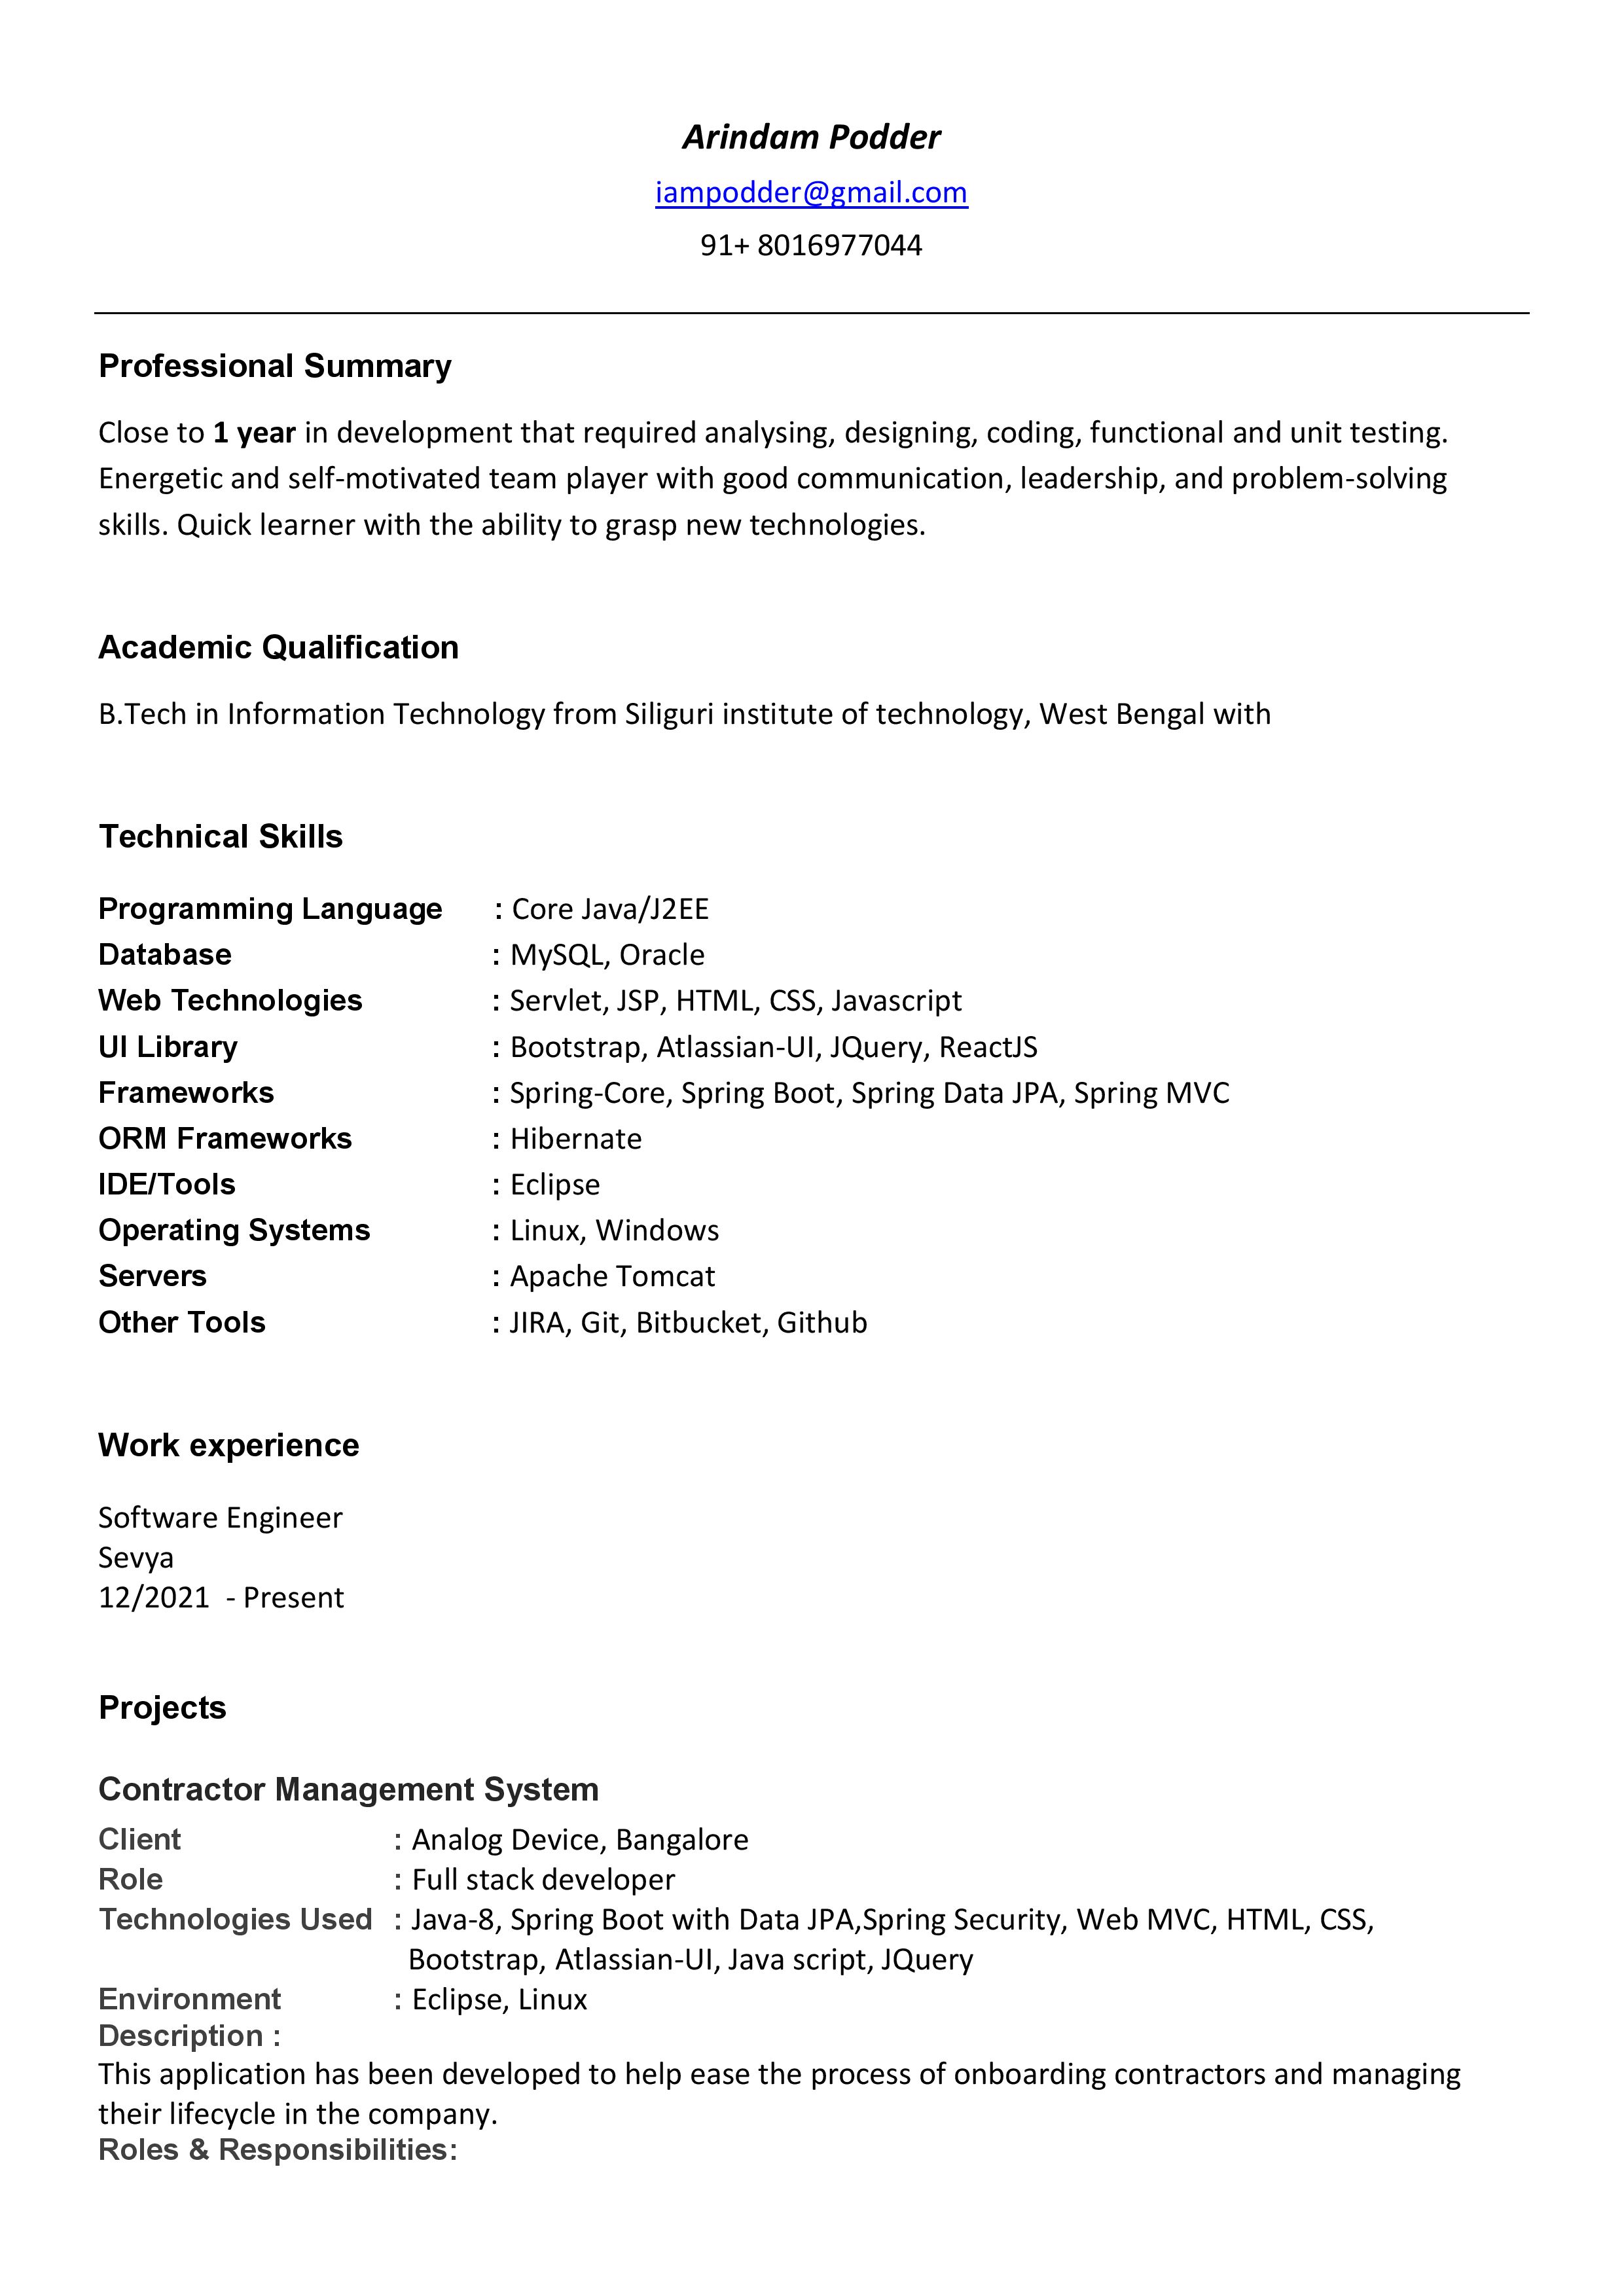 Arindam Podder
iampodder@gmail.com
91+ 8016977044
Professional Summary
Close to 1 year in development that required analysing, designing, coding, functional and unit testing.
Energetic and self-motivated team player with good communication, leadership, and problem-solving
skills. Quick learner with the ability to grasp new technologies.
Academic Qualification
B.Tech in Information Technology from Siliguri institute of technology, West Bengal with
Technical Skills
Programming Language : Core Java/J2EE
Database : MySQL, Oracle
Web Technologies : Servlet, JSP, HTML, CSS, Javascript
UI Library : Bootstrap, Atlassian-UI, JQuery, ReactJS
Frameworks : Spring-Core, Spring Boot, Spring Data JPA, Spring MVC
ORM Frameworks : Hibernate
IDE/Tools : Eclipse
Operating Systems : Linux, Windows
Servers : Apache Tomcat
Other Tools : JIRA, Git, Bitbucket, Github
Work experience
Software Engineer
Sevya
12/2021 - Present
Projects
Contractor Management System
Client : Analog Device, Bangalore
Role : Full stack developer
Technologies Used : Java-8, Spring Boot with Data JPA,Spring Security, Web MVC, HTML, CSS,
Bootstrap, Atlassian-UI, Java script, JQuery
Environment : Eclipse, Linux
Description :
This application has been developed to help ease the process of onboarding contractors and managing
their lifecycle in the company.
Roles & Responsibilities: